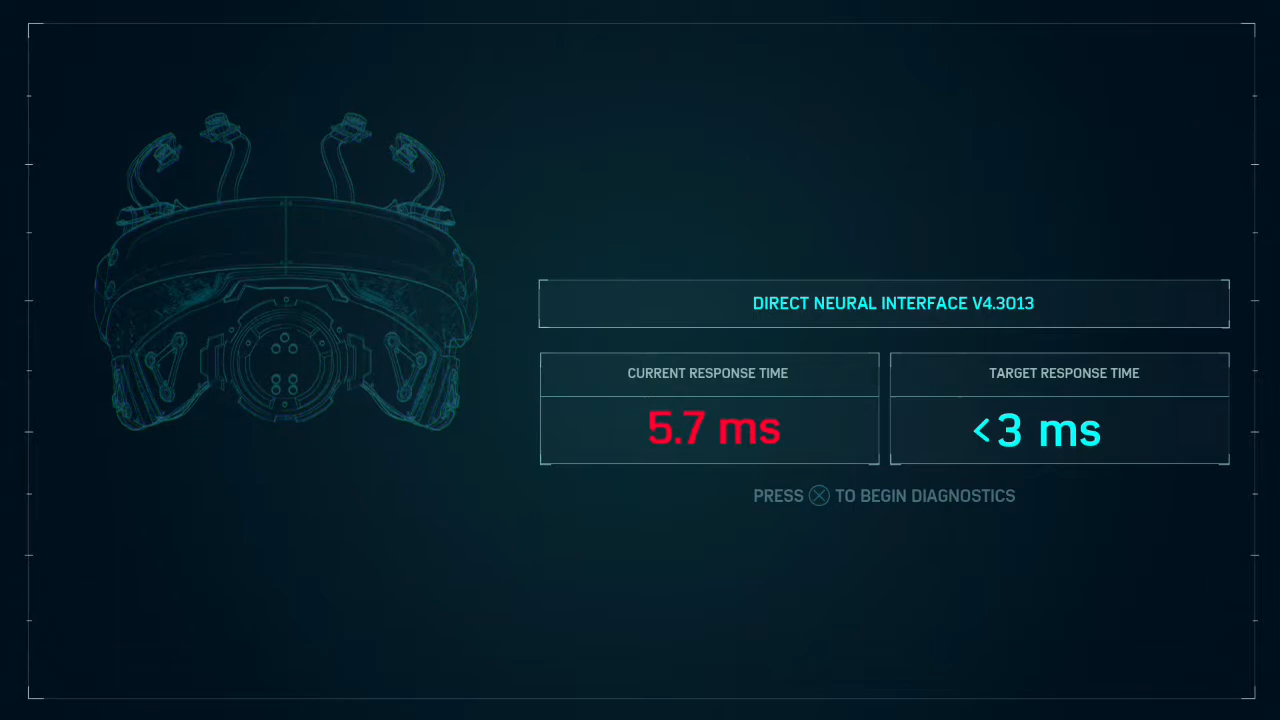 DIRECT NEURAL INTERFACE V4.3013
CURRENT RESPONSE TIME
5.7 ms
TARGET RESPONSE TIME
<3 ms
PRESS ⊗ TO BEGIN DIAGNOSTICS